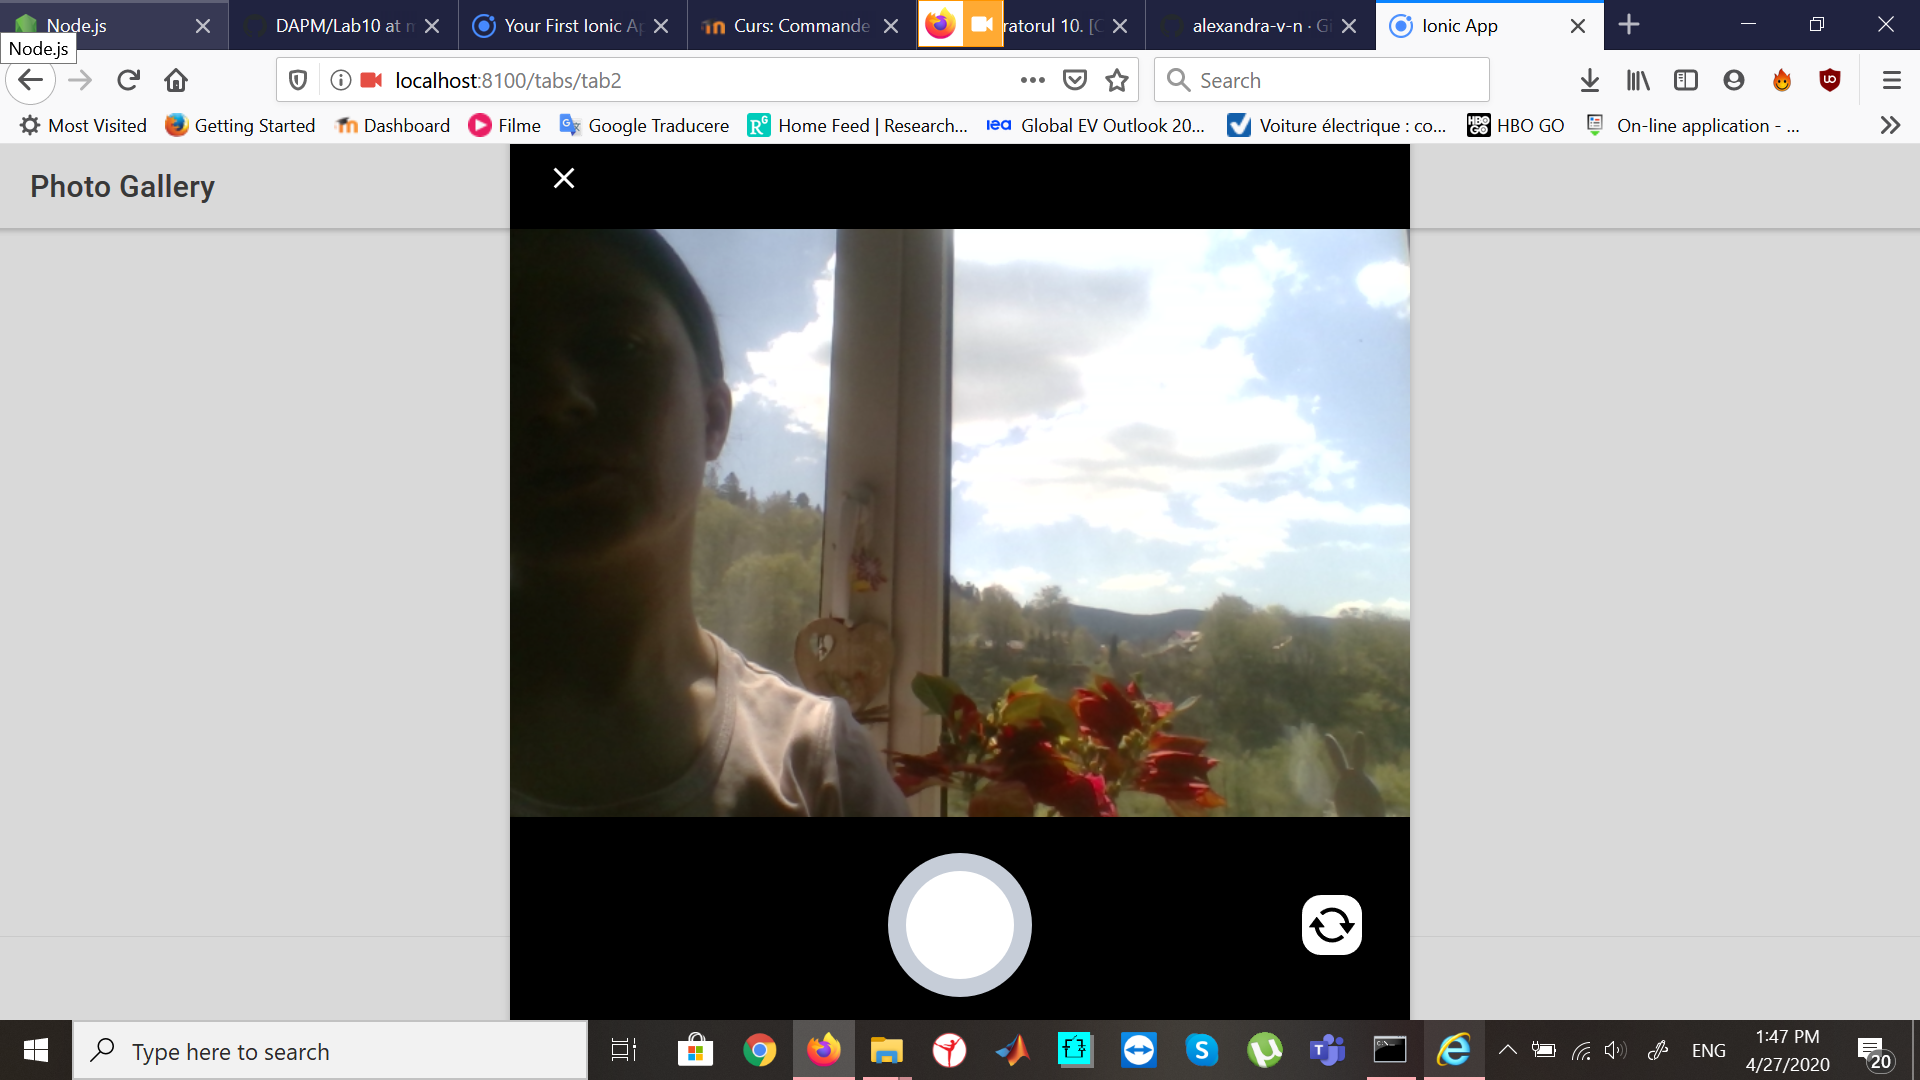 Node.js
DAPM/Lab10 at m
Your First Ionic Ap
Curs: Commande
ratorul 10. [C
alexandra-v-n · Gi
Ionic App
Node.js
localhost:8100/tabs/tab2
Search
Most Visited
Getting Started
Dashboard
Filme
Google Traducere
Home Feed | Research...
iea Global EV Outlook 20...
Voiture électrique : co...
HBO GO HBO GO
On-line application - ...
Photo Gallery
Type here to search
ENG
1:47 PM
4/27/2020
20